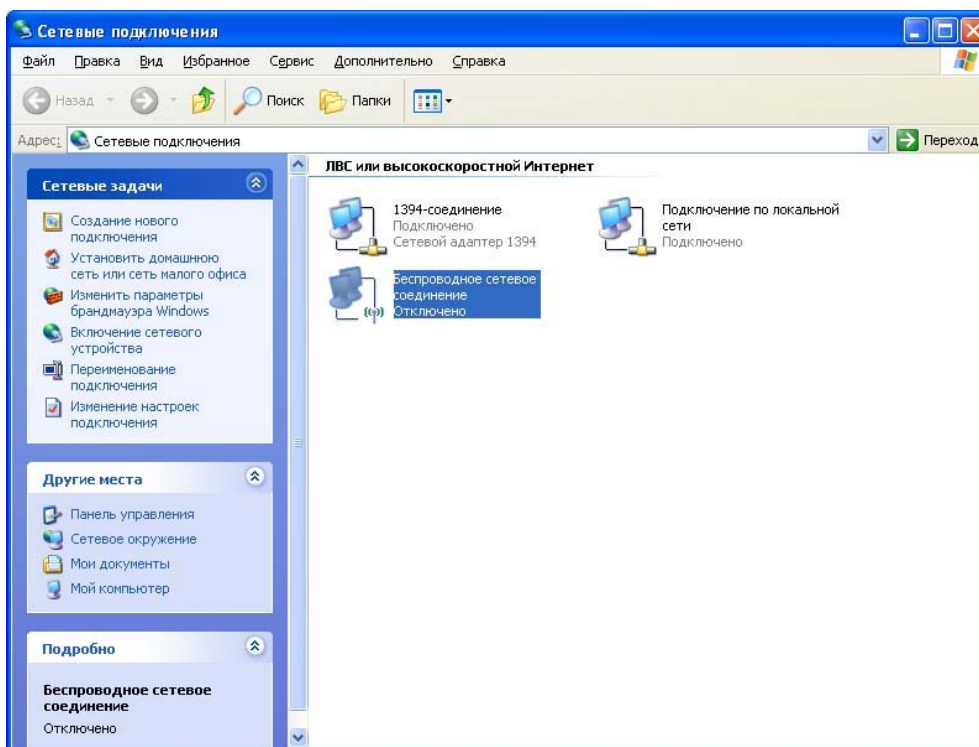 Сетевые подключения
Файл Правка Вид Избранное Сервис Дополнительно Справка
Назад Поиск Папки
Адрес: Сетевые подключения Переход
Сетевые задачи
Создание нового
подключения
Установить домашнюю
сеть или сеть малого офиса
Изменить параметры
брандмауэра Windows
Включение сетевого
устройства
Переименование
подключения
Изменение настроек
подключения
Другие места
Панель управления
Сетевое окружение
Мои документы
Мой компьютер
Подробно
Беспроводное сетевое
соединение
Отключено
ЛВС или высокоскоростной Интернет
1394-соединение
Подключено
Сетевой адаптер 1394
Подключение по локальной
сети
Подключено
Беспроводное сетевое
соединение
Отключено